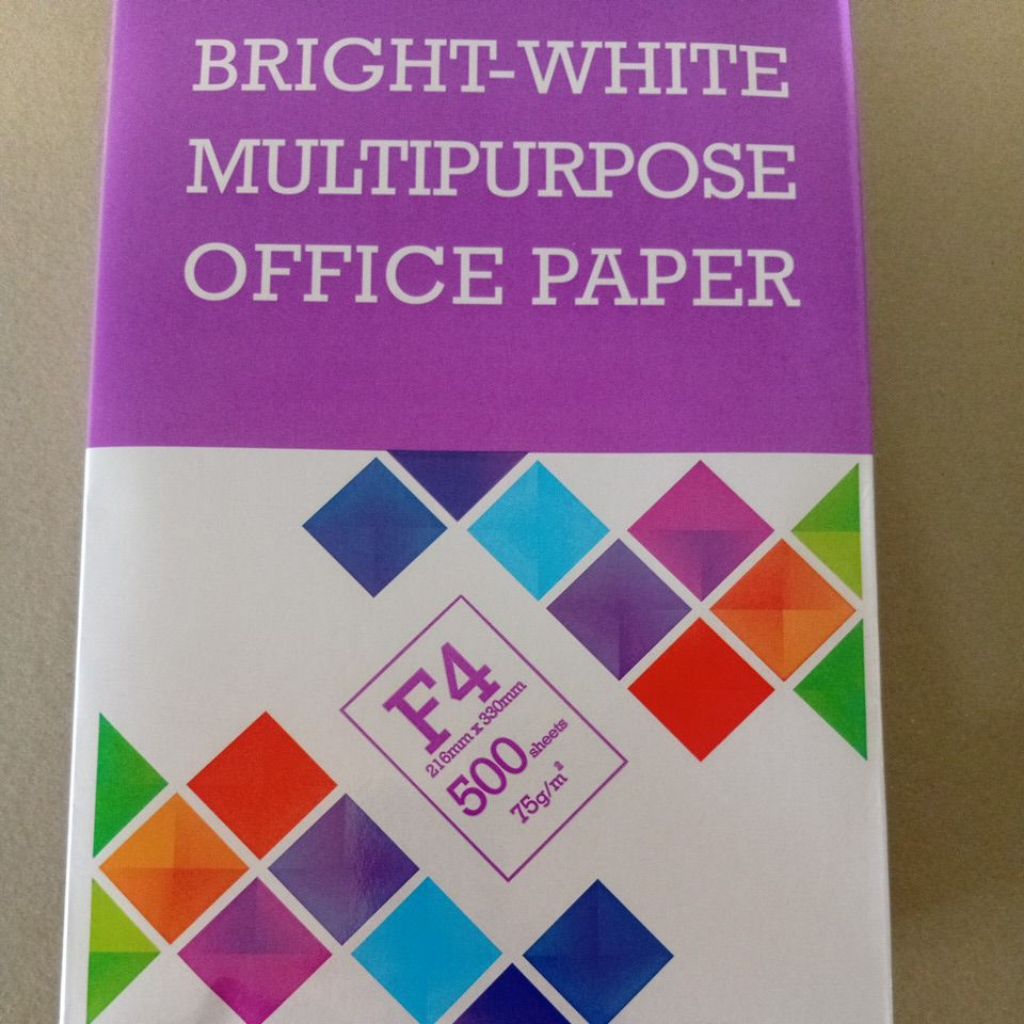 BRIGHT-WHITE
MULTIPURPOSE
OFFICE PAPER
F4
216mm x 330mm
500 sheets
75g/m²